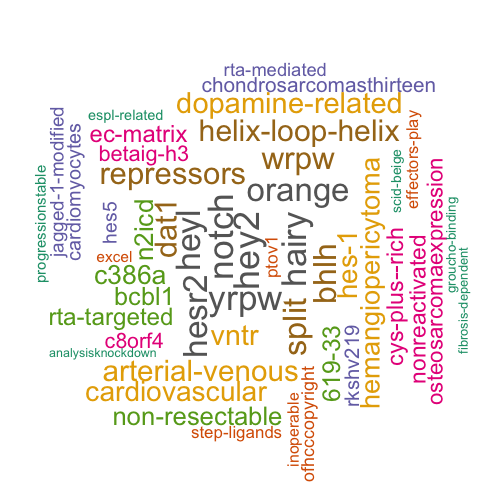 rta-mediated
chondrosarcomasthirteen
dopamine-related
espl-related
ec-matrix
helix-loop-helix
betaig-h3
wrpw
repressors
orange
jagged-1-modified
cardiomyocytes
progressionstable
hes5
excel
n2icd
dat1
heyl
hesr2
notch
hey2
ptov1
hairy
split
bhlh
hes-1
hemangiopericytoma
scid-beige
effectors-play
cys-plus--rich
nonreactivated
osteosarcomaexpression
groucho-binding
fibrosis-dependent
c386a
bcbl1
yrpw
rta-targeted
c8orf4
vntr
analysisknockdown
arterial-venous
cardiovascular
619-33
rkshv219
non-resectable
step-ligands
inoperable
ofhcccopyright